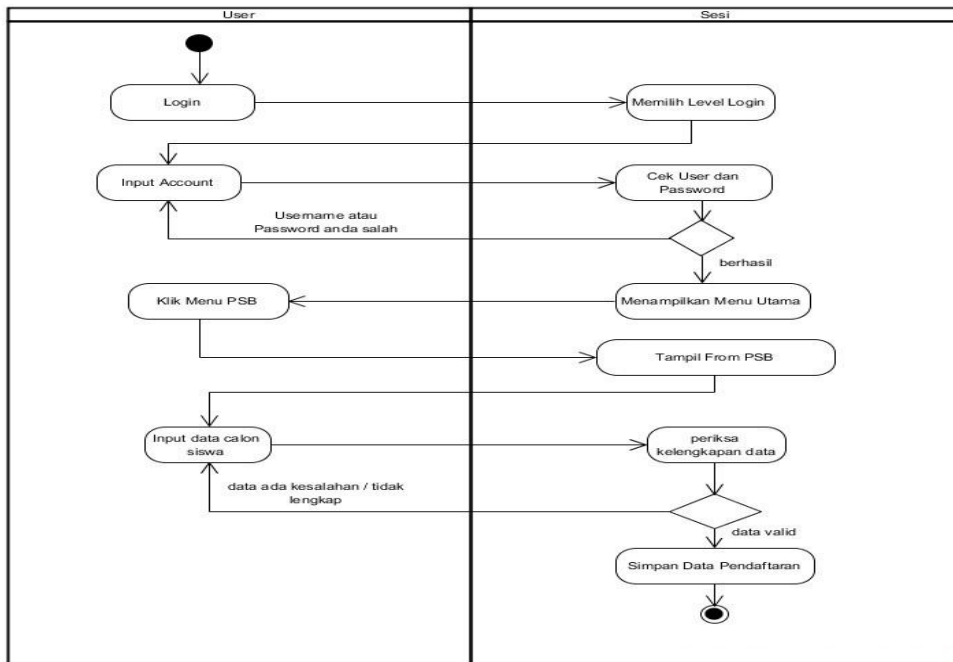 User
Sesi
Login
Memilih Level Login
Input Account
Cek User dan
Password
Username atau
Password anda salah
berhasil
Klik Menu PSB
Menampilkan Menu Utama
Tampil From PSB
Input data calon
siswa
periksa
kelengkapan data
data ada kesalahan / tidak
lengkap
data valid
Simpan Data Pendaftaran